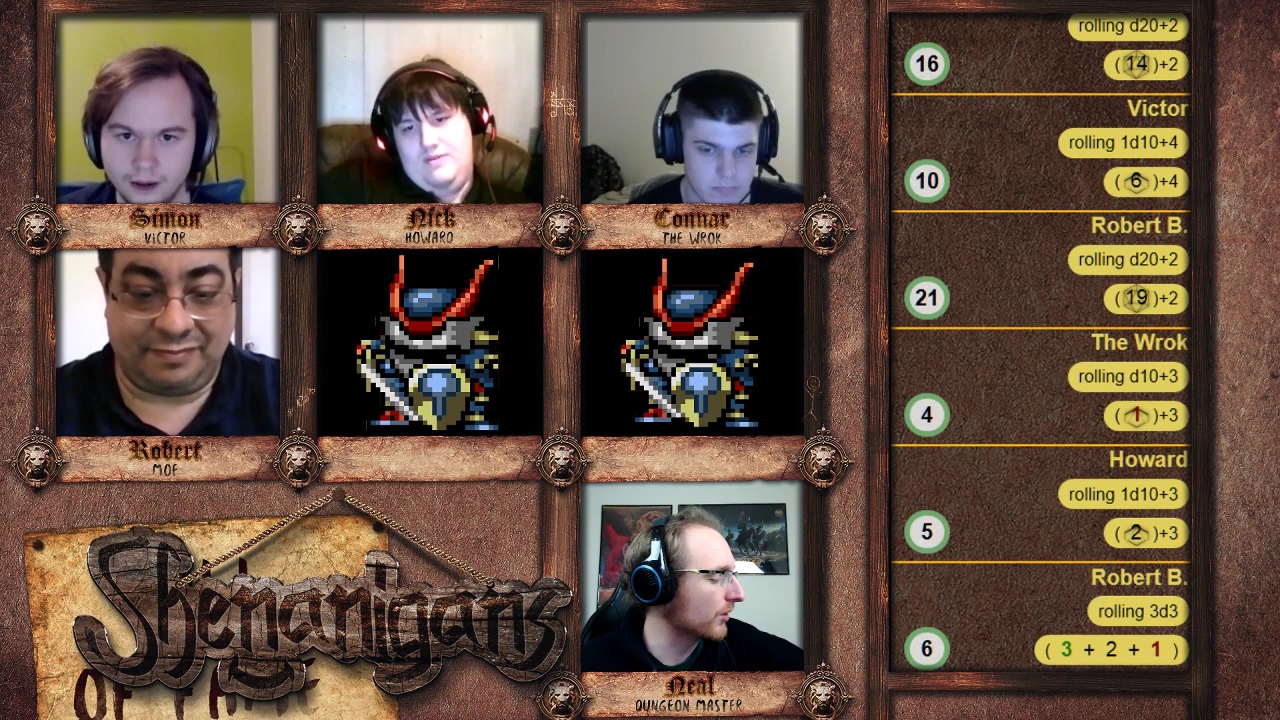 Simon
VICTOR
Nick
HOWARD
Connar
THE WROK
Robert
MOE
Shenanigans
OF
Neal
DUNGEON MASTER
rolling d20+2
16
(14)+2
Victor
rolling 1d10+4
10
(6)+4
Robert B.
rolling d20+2
21
(19)+2
The Wrok
rolling d10+3
4
(1)+3
Howard
rolling 1d10+3
5
(2)+3
Robert B.
rolling 3d3
6
(3 + 2 + 1)